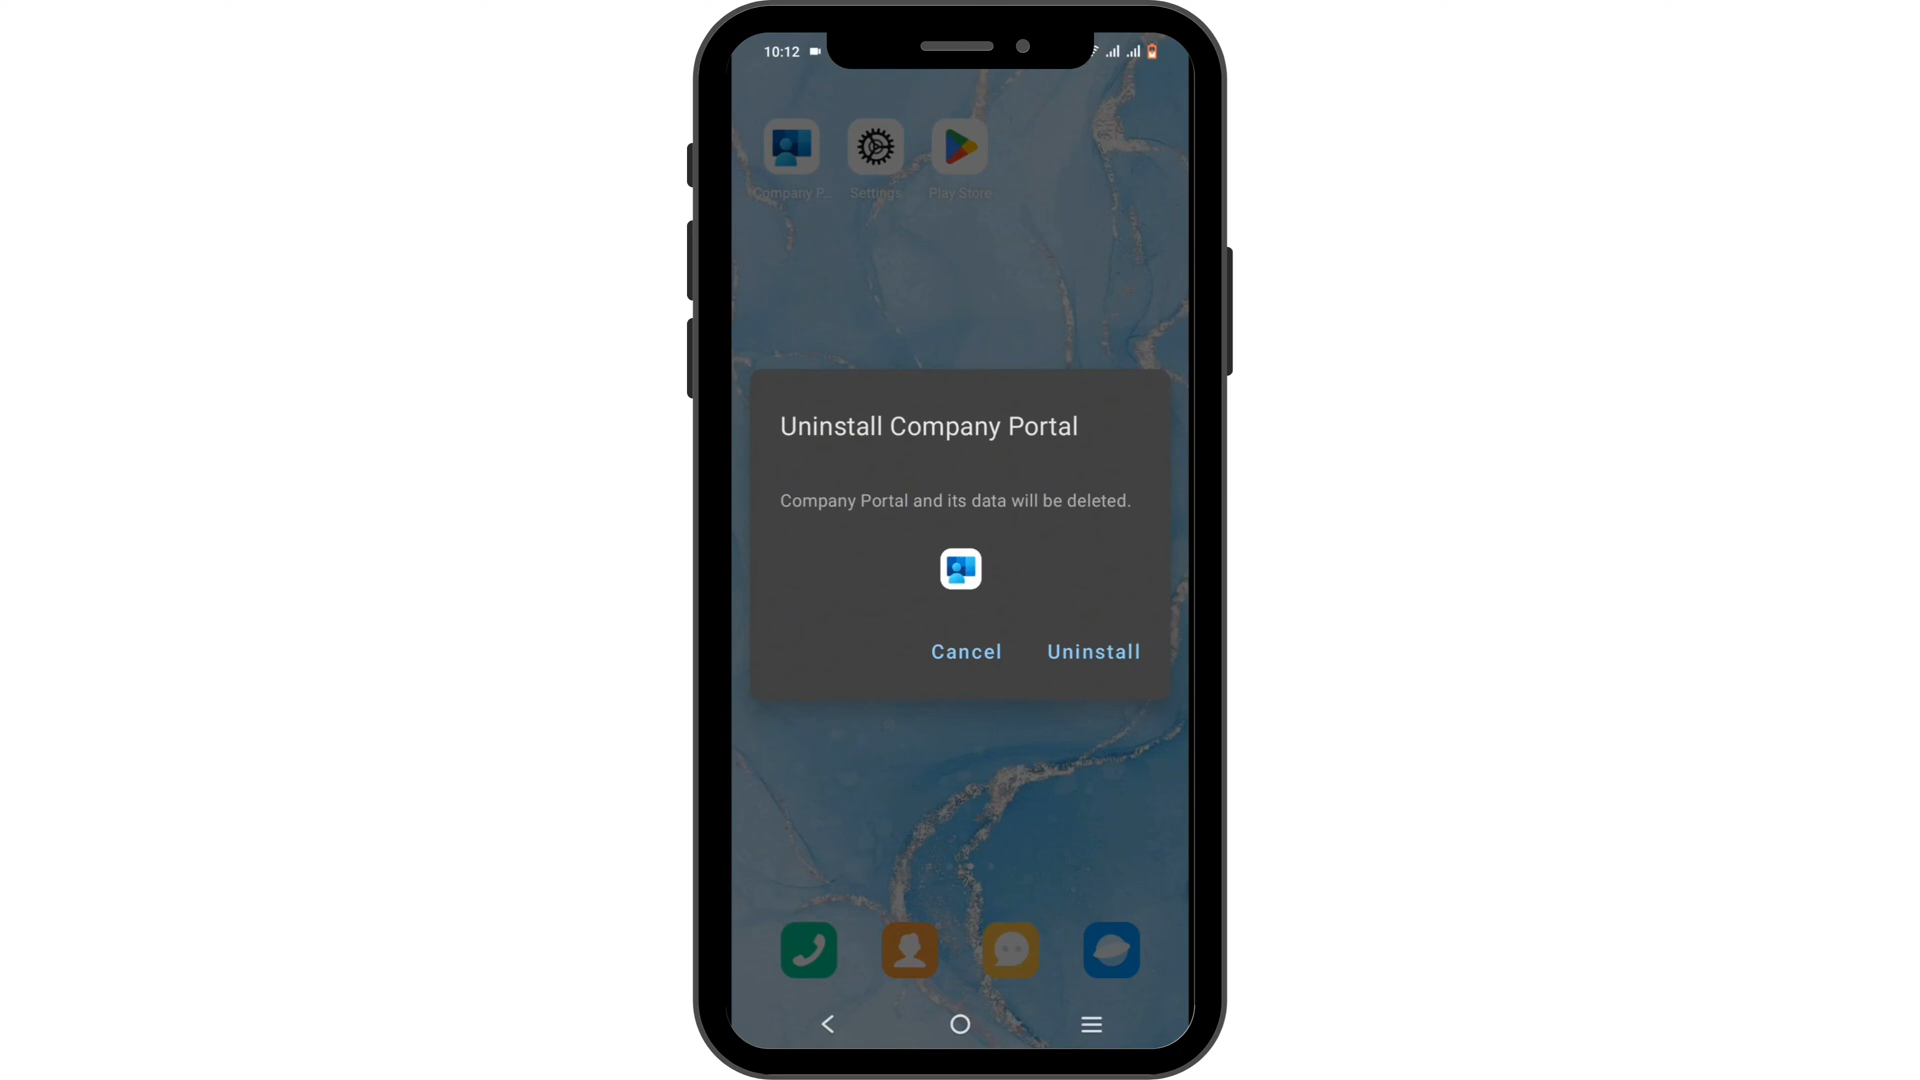 10:12
Company P...
Settings
Play Store
Uninstall Company Portal
Company Portal and its data will be deleted.
Cancel
Uninstall